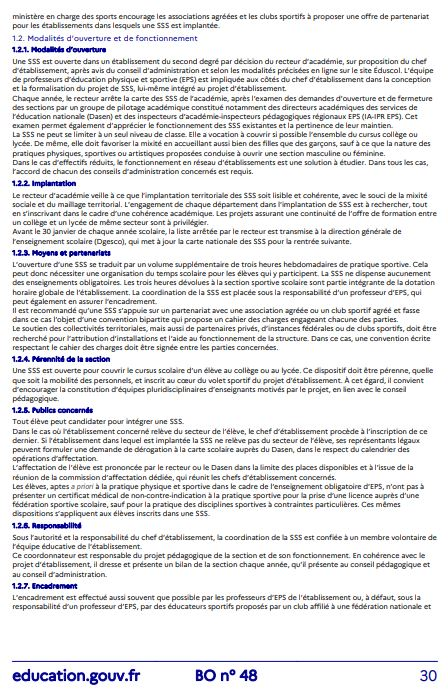 ministère en charge des sports encourage les associations agréées et les clubs sportifs à proposer une offre de partenariat
pour les établissements dans lesquels une SSS est implantée.
1.2. Modalités d'ouverture et de fonctionnement
1.2.1. Modalités d'ouverture
Une SSS est ouverte dans un établissement du second degré par décision du recteur d'académie, sur proposition du chef
d'établissement, après avis du conseil d'administration et selon les modalités précisées en ligne sur le site Éduscol. L'équipe
de professeurs d'éducation physique et sportive (EPS) est impliquée aux côtés du chef d'établissement dans la conception
et la formalisation du projet de SSS, lui-même intégré au projet d'établissement.
Chaque année, le recteur arrête la carte des SSS de l'académie, après l'examen des demandes d'ouverture et de fermeture
des sections par un groupe de pilotage académique constitué notamment des directeurs académiques des services de
l'éducation nationale (Dasen) et des inspecteurs d'académie-inspecteurs pédagogiques régionaux EPS (IA-IPR EPS). Cet
examen permet également d'apprécier le fonctionnement des SSS existantes et la pertinence de leur maintien.
La SSS ne peut se limiter à un seul niveau de classe. Elle a vocation à couvrir si possible l'ensemble du cursus collège ou
lycée. De même, elle doit favoriser la mixité en accueillant aussi bien des filles que des garçons, sauf à ce que la nature des
pratiques physiques, sportives ou artistiques proposées conduise à ouvrir une section masculine ou féminine.
Dans le cas d'effectifs réduits, le fonctionnement en réseau d'établissements est une solution à étudier. Dans tous les cas,
l'accord de chacun des conseils d'administration concernés est requis.
1.2.2. Implantation
Le recteur d'académie veille à ce que l'implantation territoriale des SSS soit lisible et cohérente, avec le souci de la mixité
sociale et du maillage territorial. L'engagement de chaque département dans l'implantation de SSS est à rechercher, tout
en s'inscrivant dans le cadre d'une cohérence académique. Les projets assurant une continuité de l'offre de formation entre
un collège et un lycée de même secteur sont à privilégier.
Avant le 30 janvier de chaque année scolaire, la liste arrêtée par le recteur est transmise à la direction générale de
l'enseignement scolaire (Dgesco), qui met à jour la carte nationale des SSS pour la rentrée suivante.
1.2.3. Moyens et partenariats
L'ouverture d'une SSS se traduit par un volume supplémentaire de trois heures hebdomadaires de pratique sportive. Cela
peut donc nécessiter une organisation du temps scolaire pour les élèves qui y participent. La SSS ne dispense aucunement
des enseignements obligatoires. Les trois heures dévolues à la section sportive scolaire sont partie intégrante de la dotation
horaire globale de l'établissement. La coordination de la SSS est placée sous la responsabilité d'un professeur d'EPS, qui
peut également en assurer l'encadrement.
Il est recommandé qu'une SSS s'appuie sur un partenariat avec une association agréée ou un club sportif agréé et fasse
dans ce cas l'objet d'une convention bipartite qui propose un cahier des charges engageant chacune des parties.
Le soutien des collectivités territoriales, mais aussi de partenaires privés, d'instances fédérales ou de clubs sportifs, doit être
recherché pour l'attribution d'installations et l'aide au fonctionnement de la structure. Dans ce cas, une convention écrite
respectant le cahier des charges doit être signée entre les parties concernées.
1.2.4. Pérennité de la section
Une SSS est ouverte pour couvrir le cursus scolaire d'un élève au collège ou au lycée. Ce dispositif doit être pérenne, quelle
que soit la mobilité des personnels, et inscrit au cœur du volet sportif du projet d'établissement. À cet égard, il convient
d'encourager la constitution d'équipes pluridisciplinaires d'enseignants motivés par le projet, en lien avec le conseil
pédagogique.
1.2.5. Publics concernés
Tout élève peut candidater pour intégrer une SSS.
Dans le cas où l'établissement concerné relève du secteur de l'élève, le chef d'établissement procède à l'inscription de ce
dernier. Si l'établissement dans lequel est implantée la SSS ne relève pas du secteur de l'élève, ses représentants légaux
peuvent formuler une demande de dérogation à la carte scolaire auprès du Dasen, dans le respect du calendrier des
opérations d'affectation.
L'affectation de l'élève est prononcée par le recteur ou le Dasen dans la limite des places disponibles et à l'issue de la
réunion de la commission d'affectation dédiée, qui réunit les chefs d'établissement concernés.
Les élèves, aptes a priori à la pratique physique et sportive dans le cadre de l'enseignement obligatoire d'EPS, n'ont pas à
présenter un certificat médical de non-contre-indication à la pratique sportive pour la prise d'une licence auprès d'une
fédération sportive scolaire, sauf pour la pratique des disciplines sportives à contraintes particulières. Ces mêmes
dispositions s'appliquent aux élèves inscrits dans une SSS.
1.2.6. Responsabilité
Sous l'autorité et la responsabilité du chef d'établissement, la coordination de la SSS est confiée à un membre volontaire de
l'équipe éducative de l'établissement.
Ce coordonnateur est responsable du projet pédagogique de la section et de son fonctionnement. En cohérence avec le
projet d'établissement, il dresse et présente un bilan de la section chaque année, qu'il présente au conseil pédagogique et
au conseil d'administration.
1.2.7. Encadrement
L'encadrement est effectué aussi souvent que possible par les professeurs d'EPS de l'établissement ou, à défaut, sous la
responsabilité d'un professeur d'EPS, par des éducateurs sportifs proposés par un club affilié à une fédération nationale et
education.gouv.fr BO n° 48 30